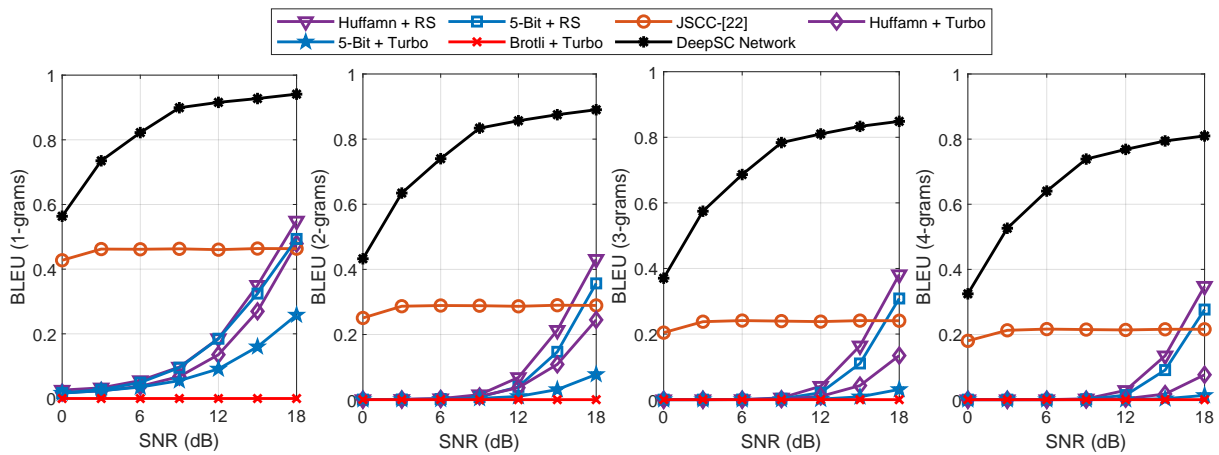 Huffamn + RS
5-Bit + RS
JSCC-[22]
Huffamn + Turbo
5-Bit + Turbo
Brotli + Turbo
DeepSC Network
BLEU (1-grams)
1
0.8
0.6
0.4
0.2
0
0 6 12 18
SNR (dB)
BLEU (2-grams)
1
0.8
0.6
0.4
0.2
0
0 6 12 18
SNR (dB)
BLEU (3-grams)
1
0.8
0.6
0.4
0.2
0
0 6 12 18
SNR (dB)
BLEU (4-grams)
1
0.8
0.6
0.4
0.2
0
0 6 12 18
SNR (dB)